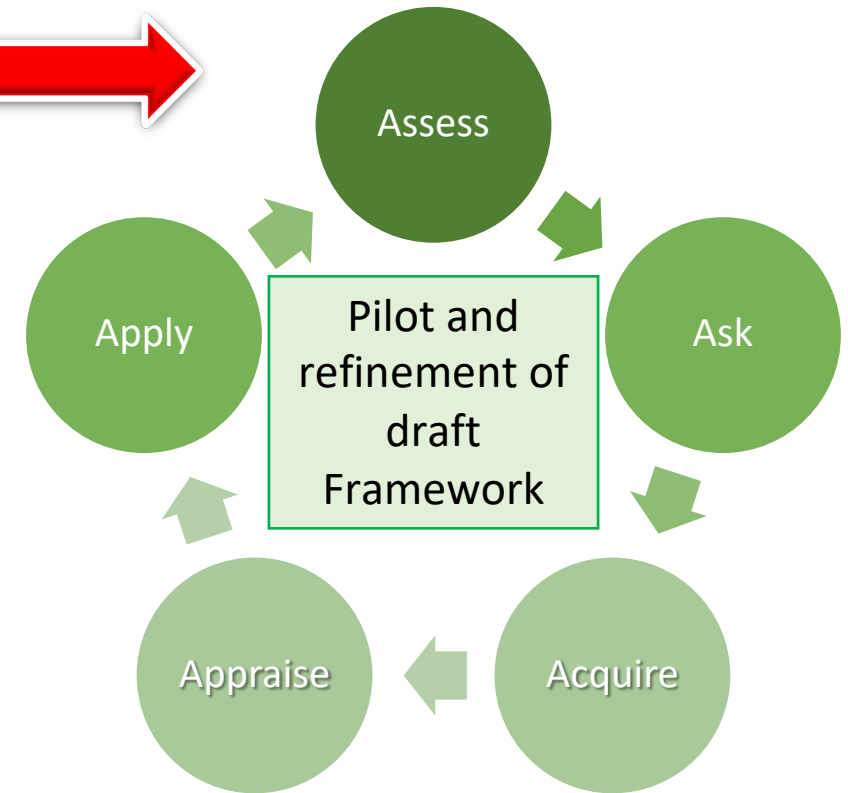 Assess
Ask
Acquire
Appraise
Apply
Pilot and
refinement of
draft
Framework